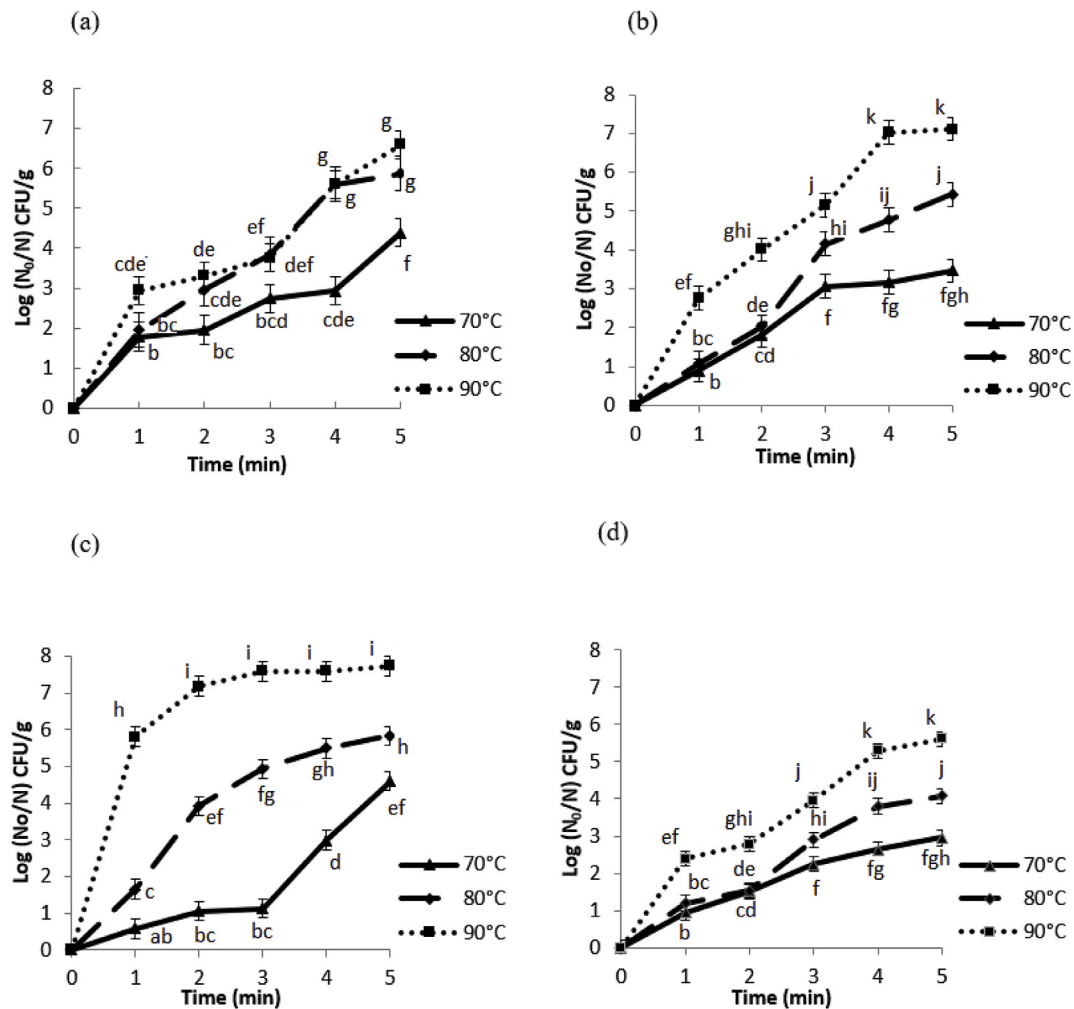 (a)
Log (N₀/N) CFU/g
8
7
6
5
4
3
2
1
0
0 1 2 3 4 5
Time (min)
cde
de
ef
g
g
bc
cde
def
g
g
b
bc
bcd
cde
f
70°C
80°C
90°C
(b)
Log (No/N) CFU/g
8
7
6
5
4
3
2
1
0
0 1 2 3 4 5
Time (min)
ef
ghi
j
k
k
bc
de
hi
ij
j
b
cd
f
fg
fgh
70°C
80°C
90°C
(c)
Log (No/N) CFU/g
8
7
6
5
4
3
2
1
0
0 1 2 3 4 5
Time (min)
h
i
i
i
i
c
ef
fg
gh
h
ab
bc
bc
d
ef
70°C
80°C
90°C
(d)
Log (N₀/N) CFU/g
8
7
6
5
4
3
2
1
0
0 1 2 3 4 5
Time (min)
ef
ghi
j
k
k
bc
de
hi
ij
j
b
cd
f
fg
fgh
70°C
80°C
90°C